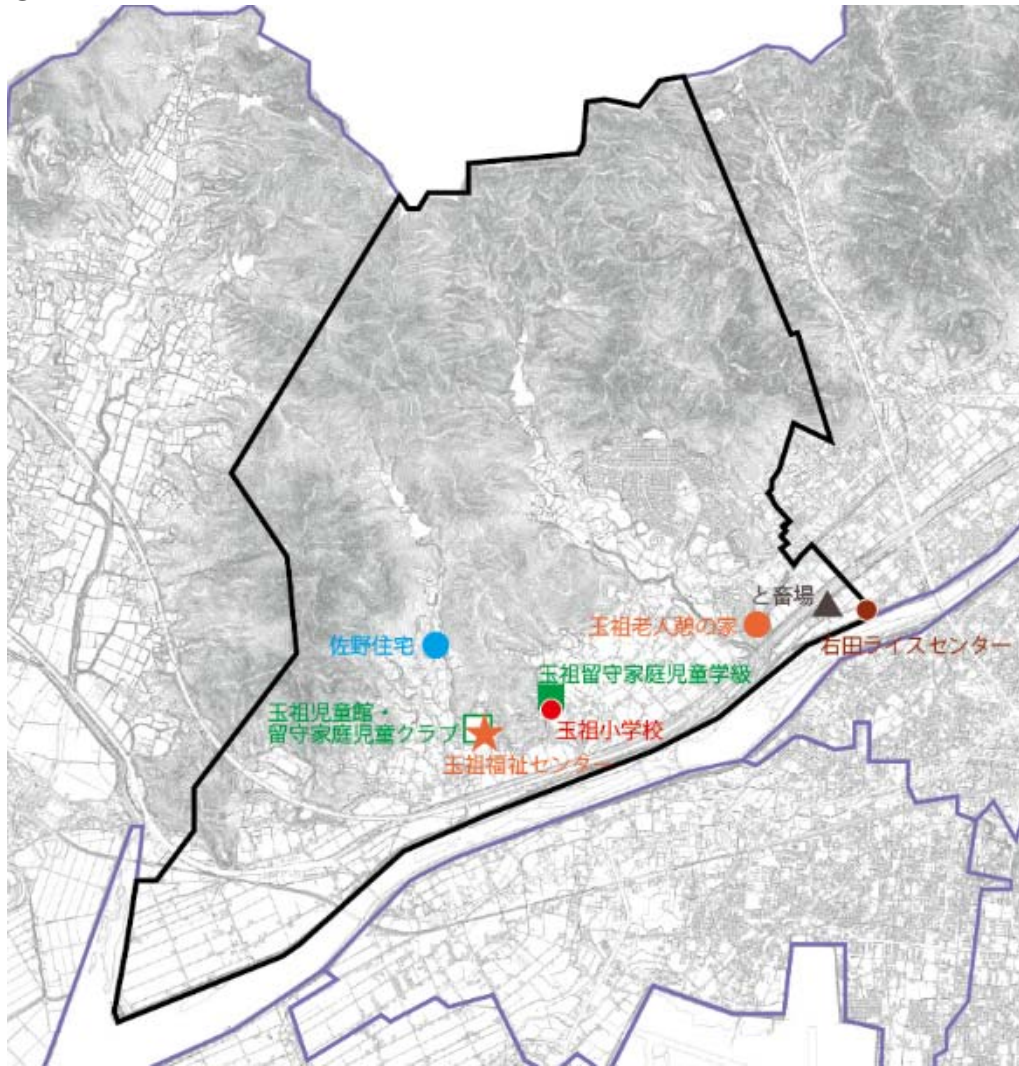 と畜場
玉祖老人憩の家
右田ライスセンター
佐野住宅
玉祖留守家庭児童学級
玉祖児童館・
留守家庭児童クラブ
玉祖小学校
玉祖福祉センター